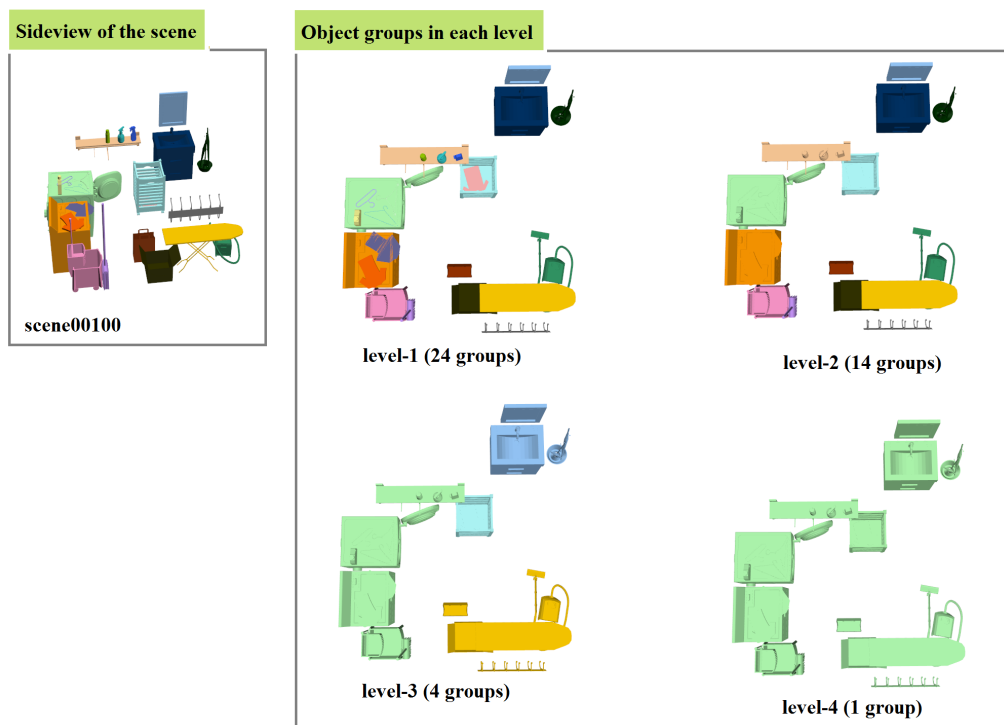 Sideview of the scene
Object groups in each level
scene00100
level-1 (24 groups)
level-2 (14 groups)
level-3 (4 groups)
level-4 (1 group)